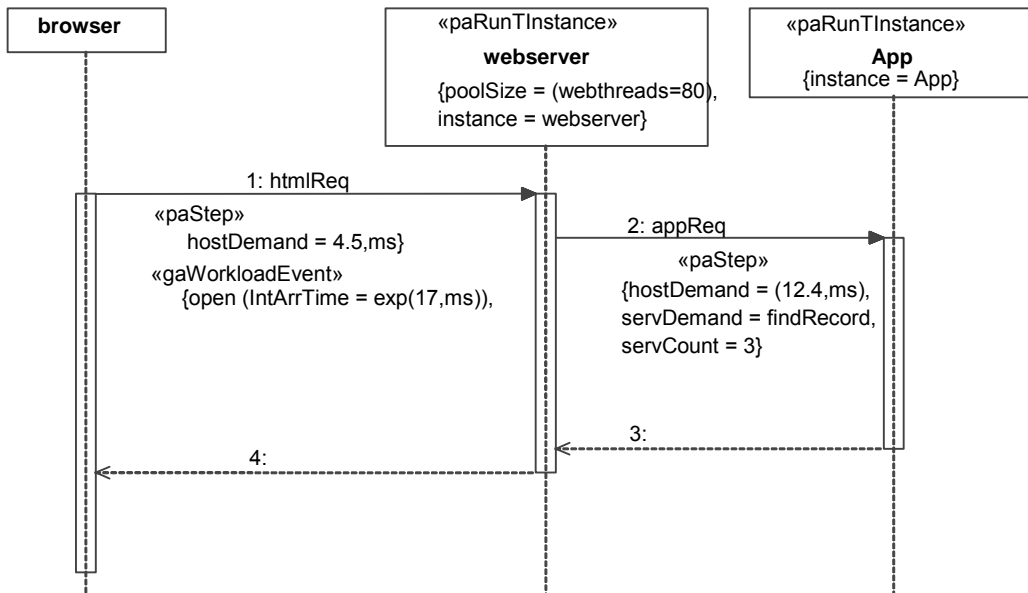 browser
«paRunTInstance»
webserver
{poolSize = (webthreads=80),
instance = webserver}
«paRunTInstance»
App
{instance = App}
1: htmlReq
«paStep»
hostDemand = 4.5,ms}
«gaWorkloadEvent»
{open (IntArrTime = exp(17,ms)),
2: appReq
«paStep»
{hostDemand = (12.4,ms),
servDemand = findRecord,
servCount = 3}
3:
4: